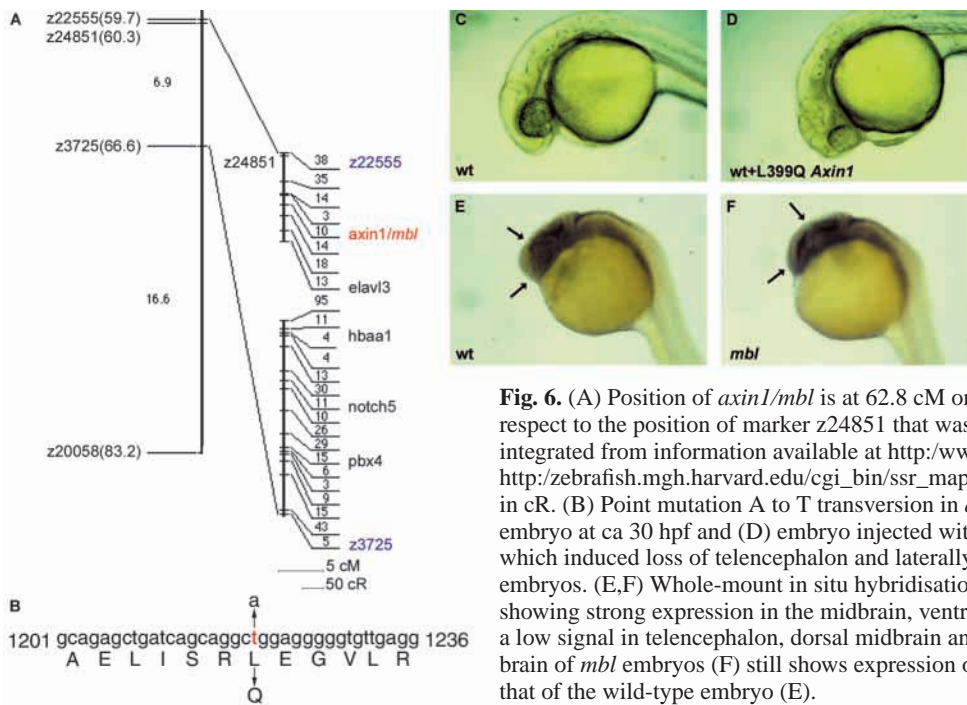 A
z22555(59.7)
z24851(60.3)
6.9
z3725(66.6)
16.6
z20058(83.2)
z24851
38 z22555
35
14
3
10 axin1/mbl
14
18
13 elavl3
95
11 hbaa1
4
4
13
30
11 notch5
10
26
29
15 pbx4
6
3
9
15
43
5 z3725
5 cM
50 cR
B
a
1201 gcagagctgatcagcaggctggagggggtgttgagg 1236
A E L I S R L E G V L R
Q
C
wt
D
wt+L399Q Axin1
E
wt
F
mbl
Fig. 6. (A) Position of axin1/mbl is at 62.8 cM or
respect to the position of marker z24851 that was
integrated from information available at http:/ww
http:/zebrafish.mgh.harvard.edu/cgi_bin/ssr_map
in cR. (B) Point mutation A to T transversion in
embryo at ca 30 hpf and (D) embryo injected wit
which induced loss of telencephalon and laterally
embryos. (E,F) Whole-mount in situ hybridisatio
showing strong expression in the midbrain, ventr
a low signal in telencephalon, dorsal midbrain an
brain of mbl embryos (F) still shows expression o
that of the wild-type embryo (E).